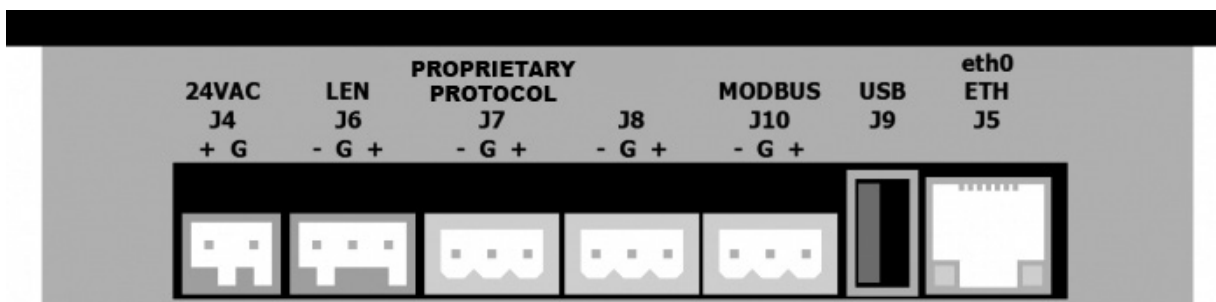 24VAC
J4
+ G
LEN
J6
- G +
PROPRIETARY
PROTOCOL
J7
- G +
J8
- G +
MODBUS
J10
- G +
USB
J9
eth0
ETH
J5